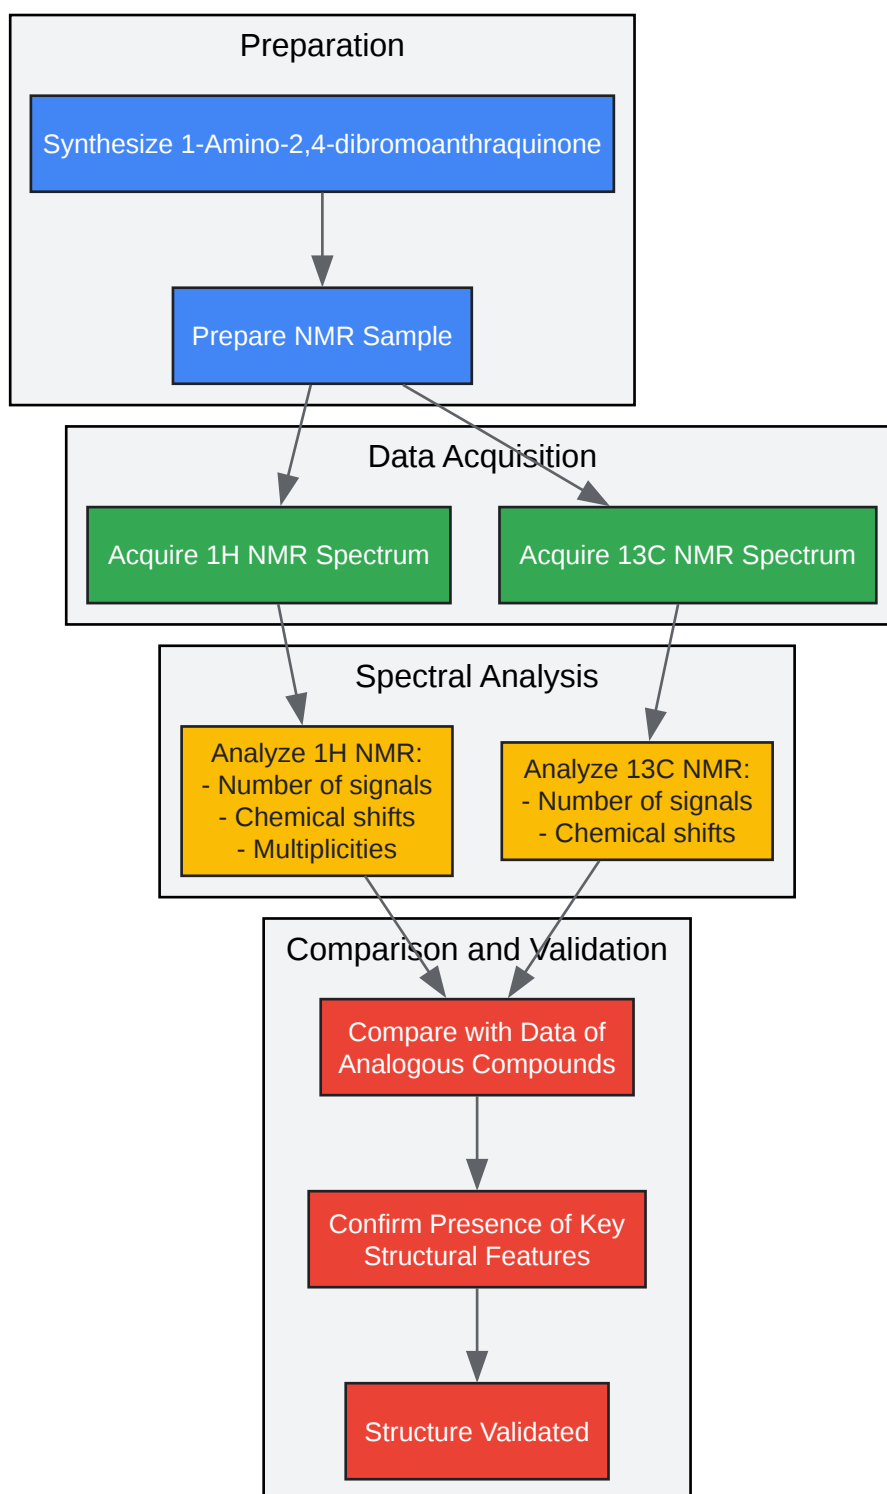 Preparation
Synthesize 1-Amino-2,4-dibromoanthraquinone
Prepare NMR Sample
Data Acquisition
Acquire 1H NMR Spectrum
Acquire 13C NMR Spectrum
Spectral Analysis
Analyze 1H NMR:
- Number of signals
- Chemical shifts
- Multiplicities
Analyze 13C NMR:
- Number of signals
- Chemical shifts
Comparison and Validation
Compare with Data of
Analogous Compounds
Confirm Presence of Key
Structural Features
Structure Validated